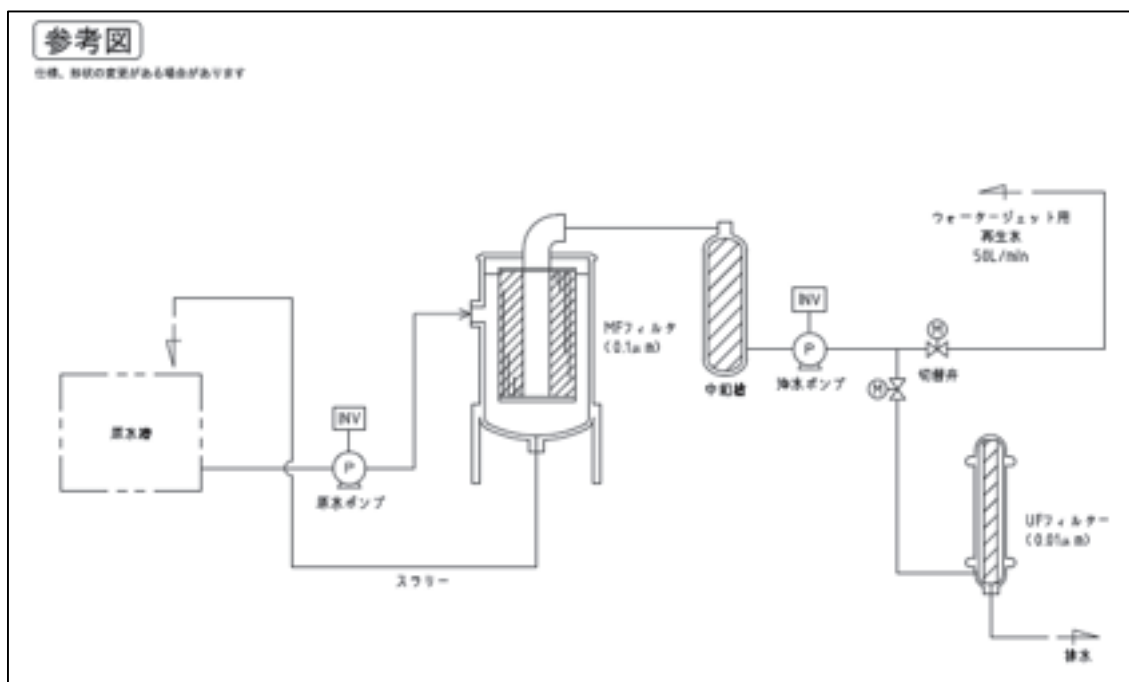 参考図
仕様、形状の変更がある場合があります
ウォータージェット用
再生水
50L/min
INV
MFフィルタ
(0.1μm)
P
M
中和槽
浄水ポンプ
切替弁
M
原水槽
INV
P
原水ポンプ
UFフィルター
(0.01μm)
スラリー
排水